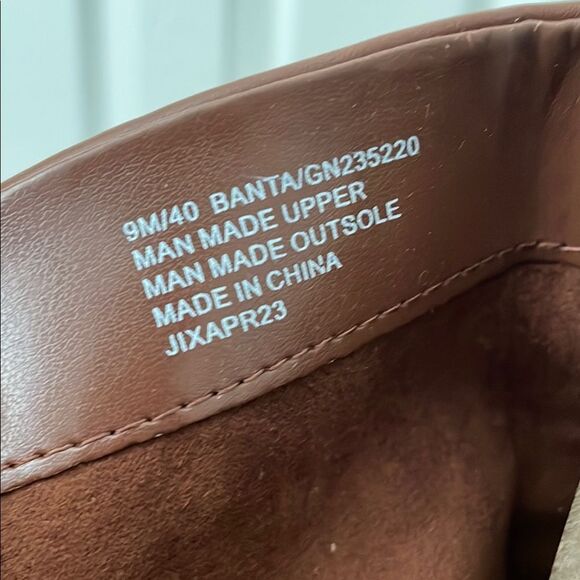 9M/40 BANTA/GN235220
MAN MADE UPPER
MAN MADE OUTSOLE
MADE IN CHINA
JIXAPR23